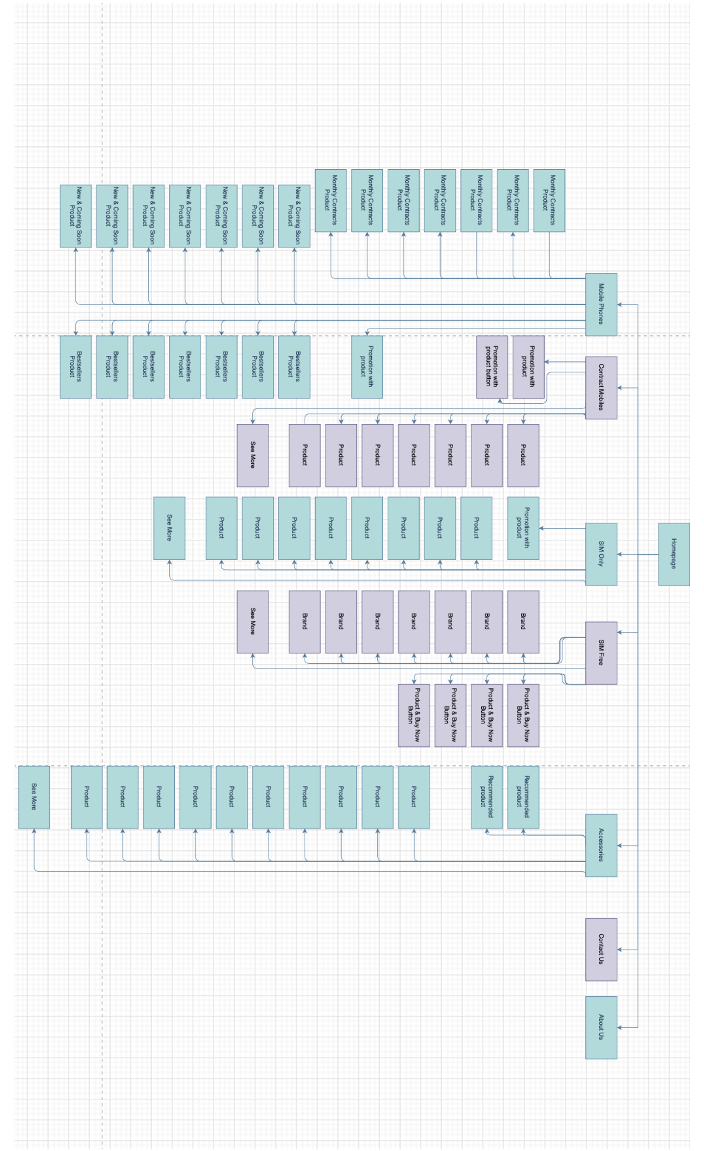 Homepage
Mobile Phones
Contract Mobiles
SIM Only
SIM Free
Accessories
Contact Us
About Us
Monthly Contracts
Product
Monthly Contracts
Product
Monthly Contracts
Product
Monthly Contracts
Product
Monthly Contracts
Product
Monthly Contracts
Product
Monthly Contracts
Product
New & Coming Soon
Product
New & Coming Soon
Product
New & Coming Soon
Product
New & Coming Soon
Product
New & Coming Soon
Product
New & Coming Soon
Product
New & Coming Soon
Product
Promotion with
product
Bestsellers
Product
Bestsellers
Product
Bestsellers
Product
Bestsellers
Product
Bestsellers
Product
Bestsellers
Product
Bestsellers
Product
Promotion with
product
Promotion with
product button
Product
Product
Product
Product
Product
Product
Product
See More
Promotion with
product
Product
Product
Product
Product
Product
Product
Product
Product
See More
Brand
Brand
Brand
Brand
Brand
Brand
Brand
See More
Product & Buy Now
Button
Product & Buy Now
Button
Product & Buy Now
Button
Product & Buy Now
Button
Recommended
product
Recommended
product
Product
Product
Product
Product
Product
Product
Product
Product
Product
Product
See More